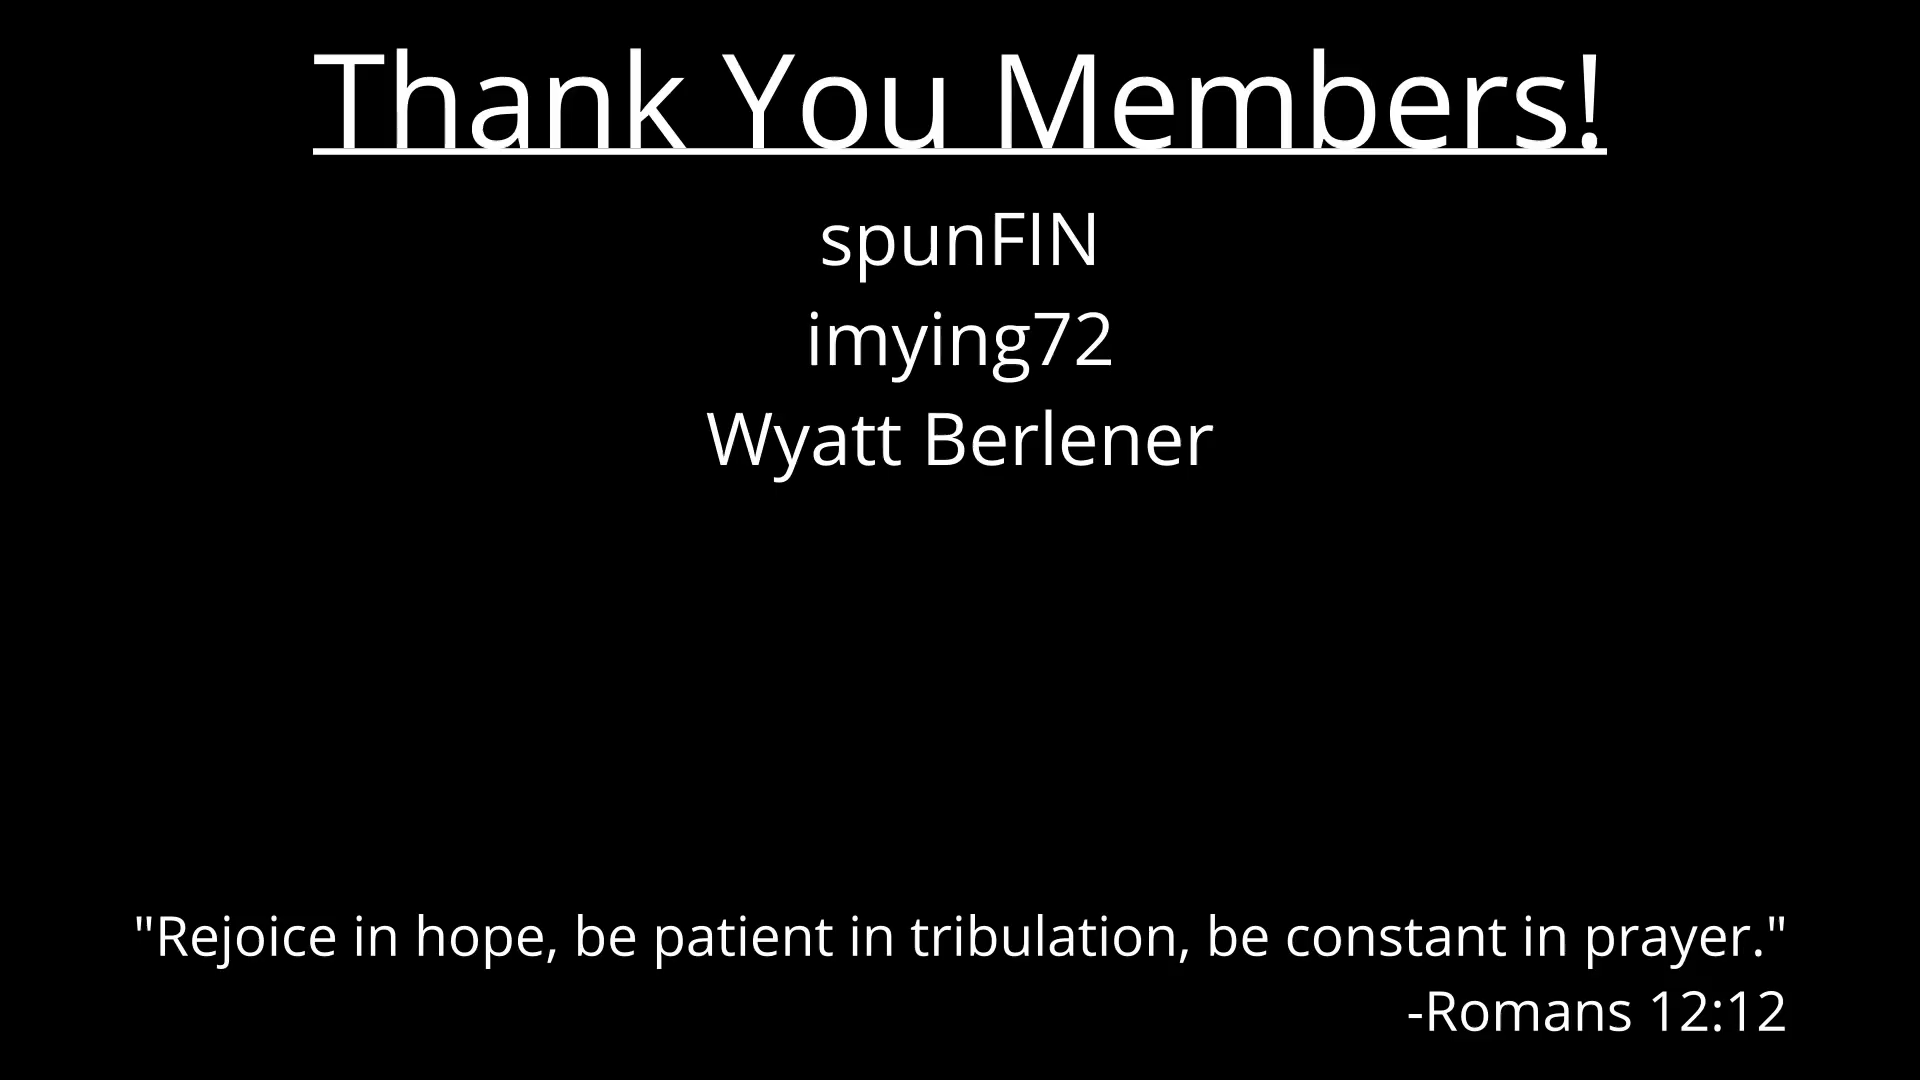 Thank You Members!
spunFIN
imying72
Wyatt Berlener
"Rejoice in hope, be patient in tribulation, be constant in prayer."
-Romans 12:12